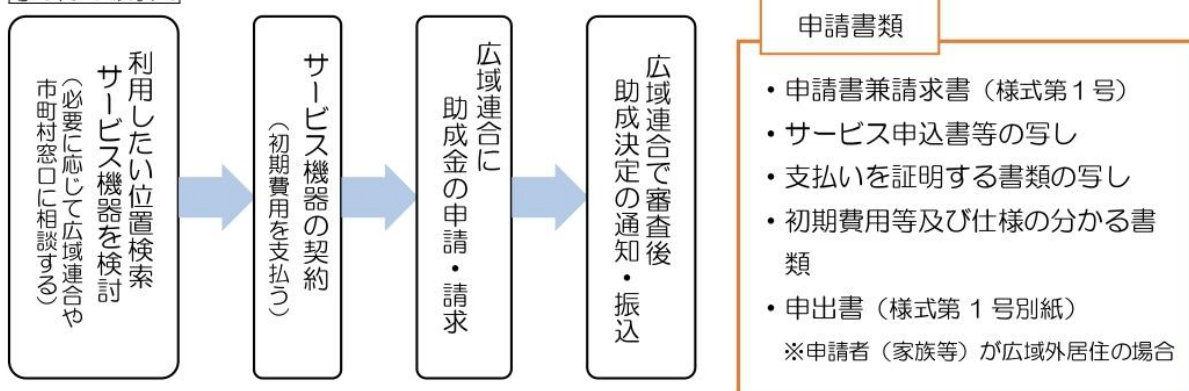 利用したい位置検索
サービス機器を検討
（必要に応じて広域連合や
市町村窓口に相談する）
サービス機器の契約
（初期費用を支払う）
広域連合に
助成金の申請・請求
広域連合で審査後
助成決定の通知・振込
申請書類
・申請書兼請求書（様式第１号）
・サービス申込書等の写し
・支払いを証明する書類の写し
・初期費用等及び仕様の分かる書
類
・申出書（様式第 1 号別紙）
※申請者（家族等）が広域外居住の場合